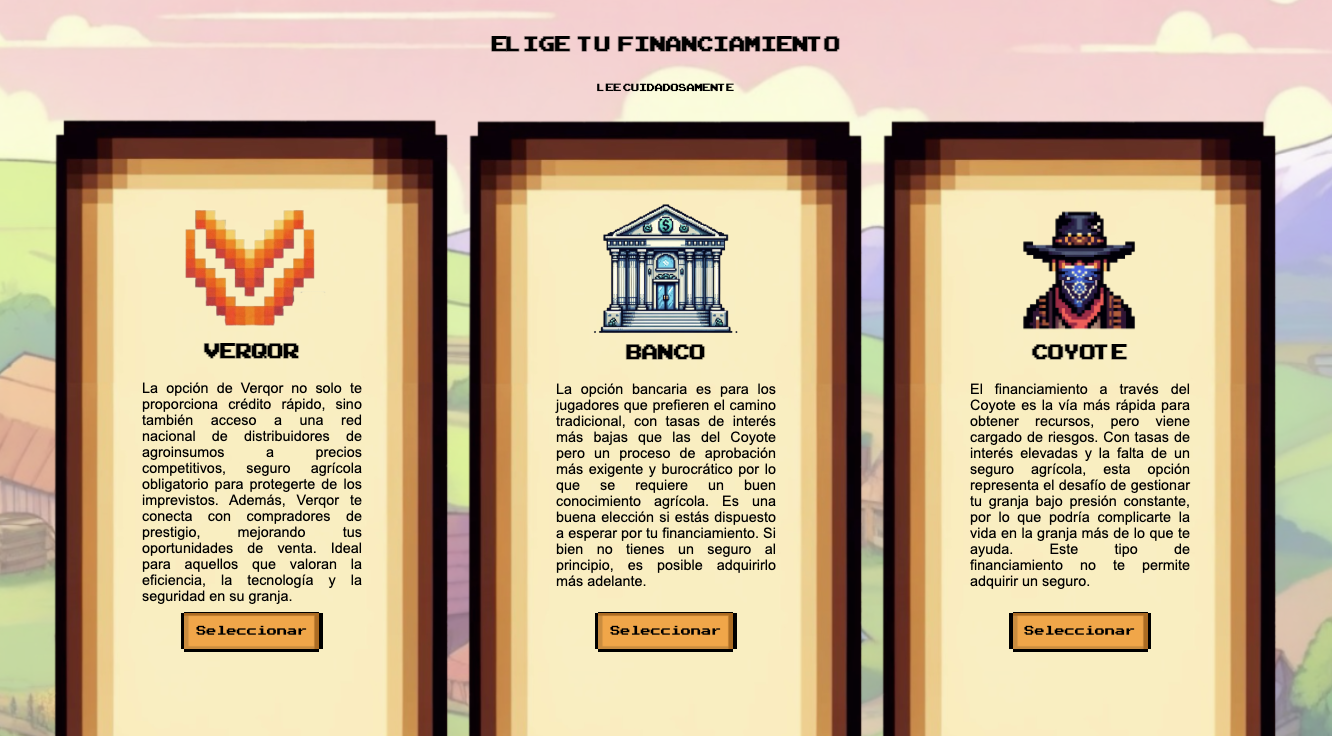 ELIGE TU FINANCIAMIENTO
LEE CUIDADOSAMENTE
VERQOR
La opción de Verqor no solo te
proporciona crédito rápido, sino
también acceso a una red
nacional de distribuidores de
agroinsumos a precios
competitivos, seguro agrícola
obligatorio para protegerte de los
imprevistos. Además, Verqor te
conecta con compradores de
prestigio, mejorando tus
oportunidades de venta. Ideal
para aquellos que valoran la
eficiencia, la tecnología y la
seguridad en su granja.
Seleccionar
$
BANCO
La opción bancaria es para los
jugadores que prefieren el camino
tradicional, con tasas de interés
más bajas que las del Coyote
pero un proceso de aprobación
más exigente y burocrático por lo
que se requiere un buen
conocimiento agrícola. Es una
buena elección si estás dispuesto
a esperar por tu financiamiento. Si
bien no tienes un seguro al
principio, es posible adquirirlo
más adelante.
Seleccionar
COYOTE
El financiamiento a través del
Coyote es la vía más rápida para
obtener recursos, pero viene
cargado de riesgos. Con tasas de
interés elevadas y la falta de un
seguro agrícola, esta opción
representa el desafío de gestionar
tu granja bajo presión constante,
por lo que podría complicarte la
vida en la granja más de lo que te
ayuda. Este tipo de
financiamiento no te permite
adquirir un seguro.
Seleccionar